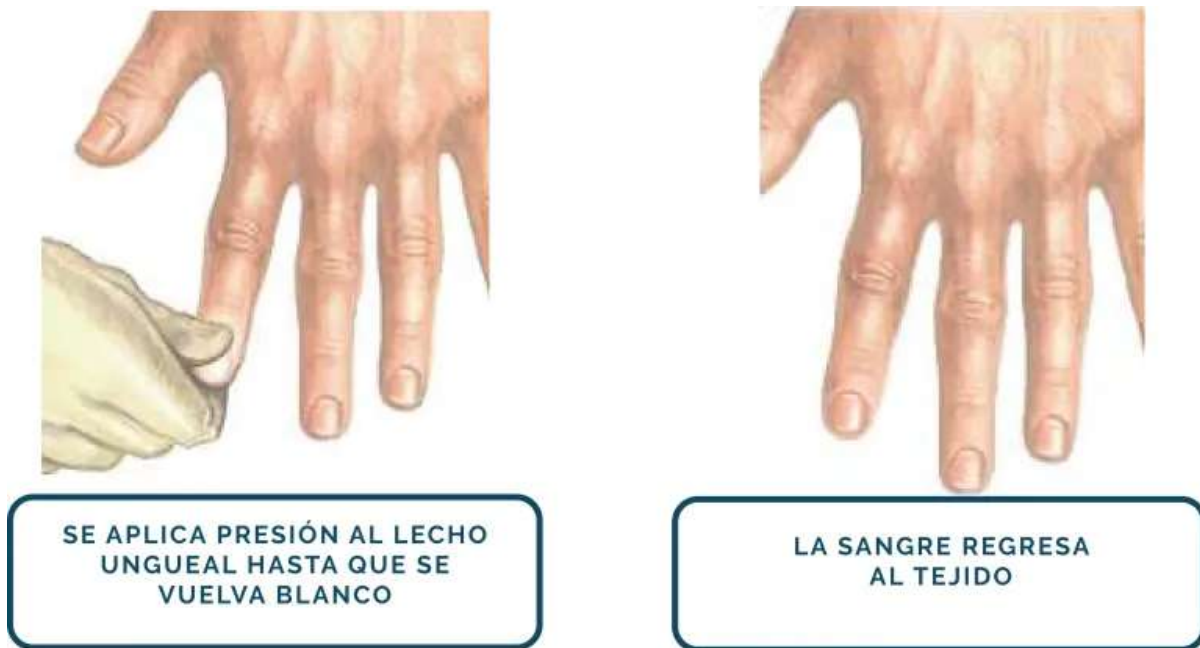 SE APLICA PRESIÓN AL LECHO
UNGUEAL HASTA QUE SE
VUELVA BLANCO
LA SANGRE REGRESA
AL TEJIDO